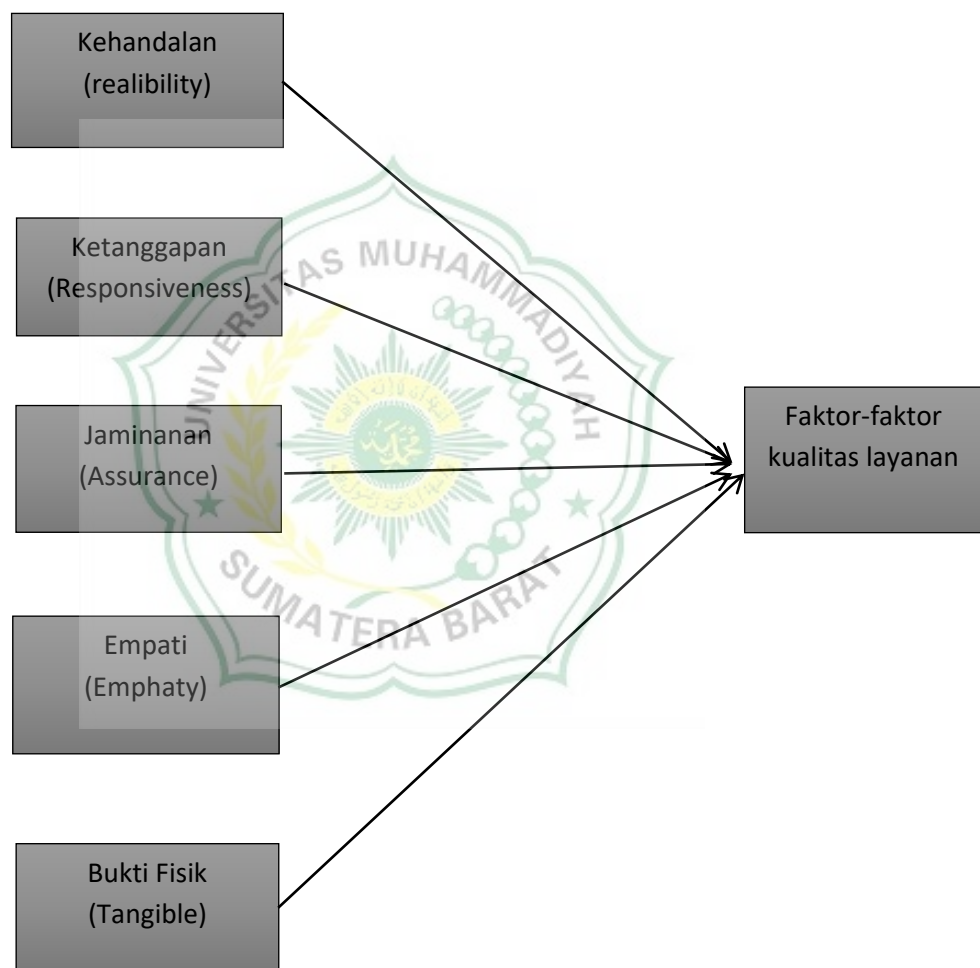 Kehandalan
(realibility)
Ketanggapan
(Responsiveness)
Jaminanan
(Assurance)
Empati
(Emphaty)
Bukti Fisik
(Tangible)
Faktor-faktor
kualitas layanan
UNIVERSITAS MUHAMMADIYAH
SUMATERA BARAT